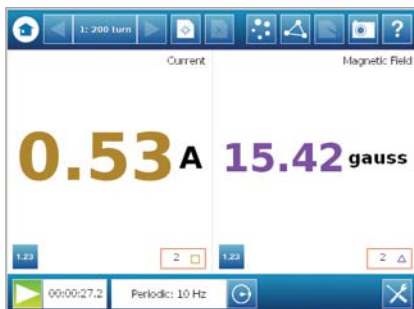 1: 200 turn
?
Current
Magnetic Field
0.53 A
15.42 gauss
1.23
2
1.23
2
00:00:27.2
Periodic: 10 Hz